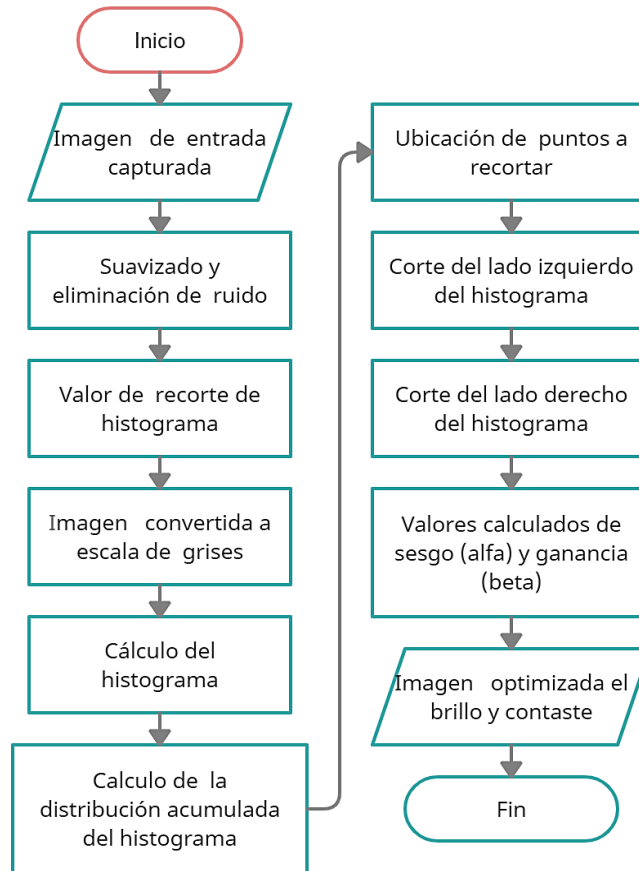 Inicio
Imagen de entrada
capturada
Suavizado y
eliminación de ruido
Valor de recorte de
histograma
Imagen convertida a
escala de grises
Cálculo del
histograma
Calculo de la
distribución acumulada
del histograma
Ubicación de puntos a
recortar
Corte del lado izquierdo
del histograma
Corte del lado derecho
del histograma
Valores calculados de
sesgo (alfa) y ganancia
(beta)
Imagen optimizada el
brillo y contaste
Fin